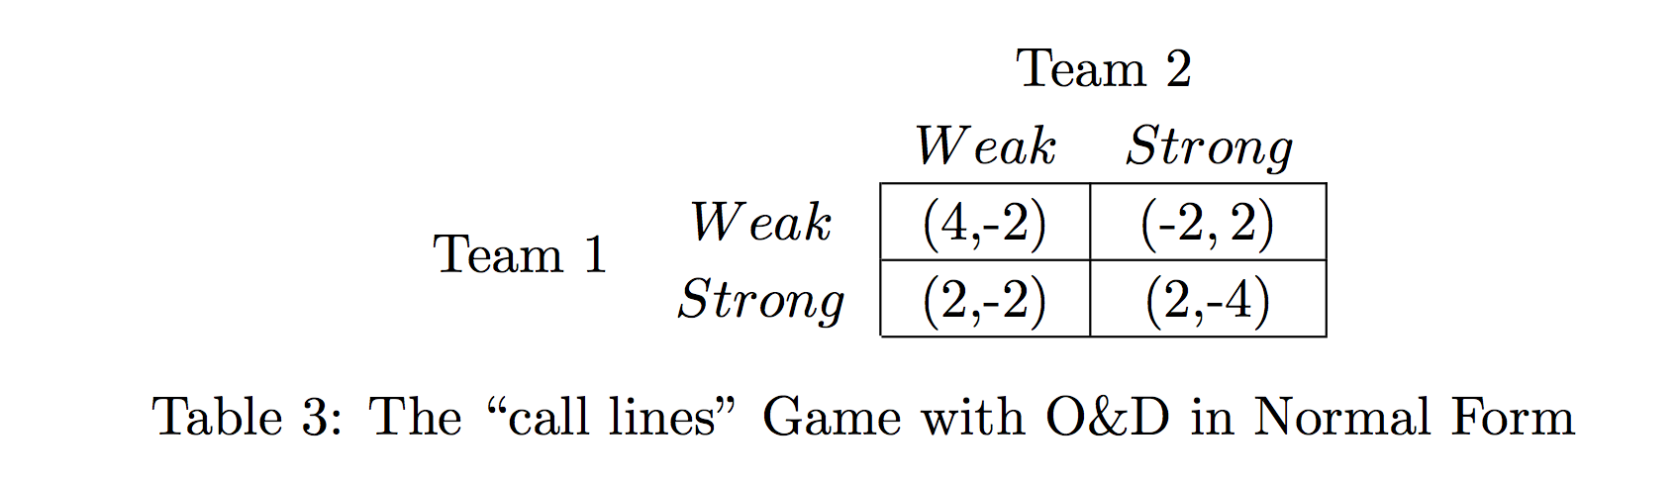 Team 2
Weak Strong
Weak (4,-2) (-2, 2)
Team 1
Strong (2,-2) (2,-4)
Table 3: The “call lines” Game with O&D in Normal Form